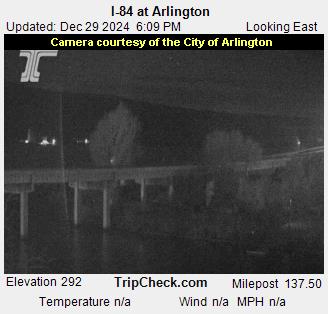 I-84 at Arlington
Updated: Dec 29 2024 6:09 PM Looking East
Camera courtesy of the City of Arlington
Elevation 292 TripCheck.com Milepost 137.50
Temperature n/a Wind n/a MPH n/a